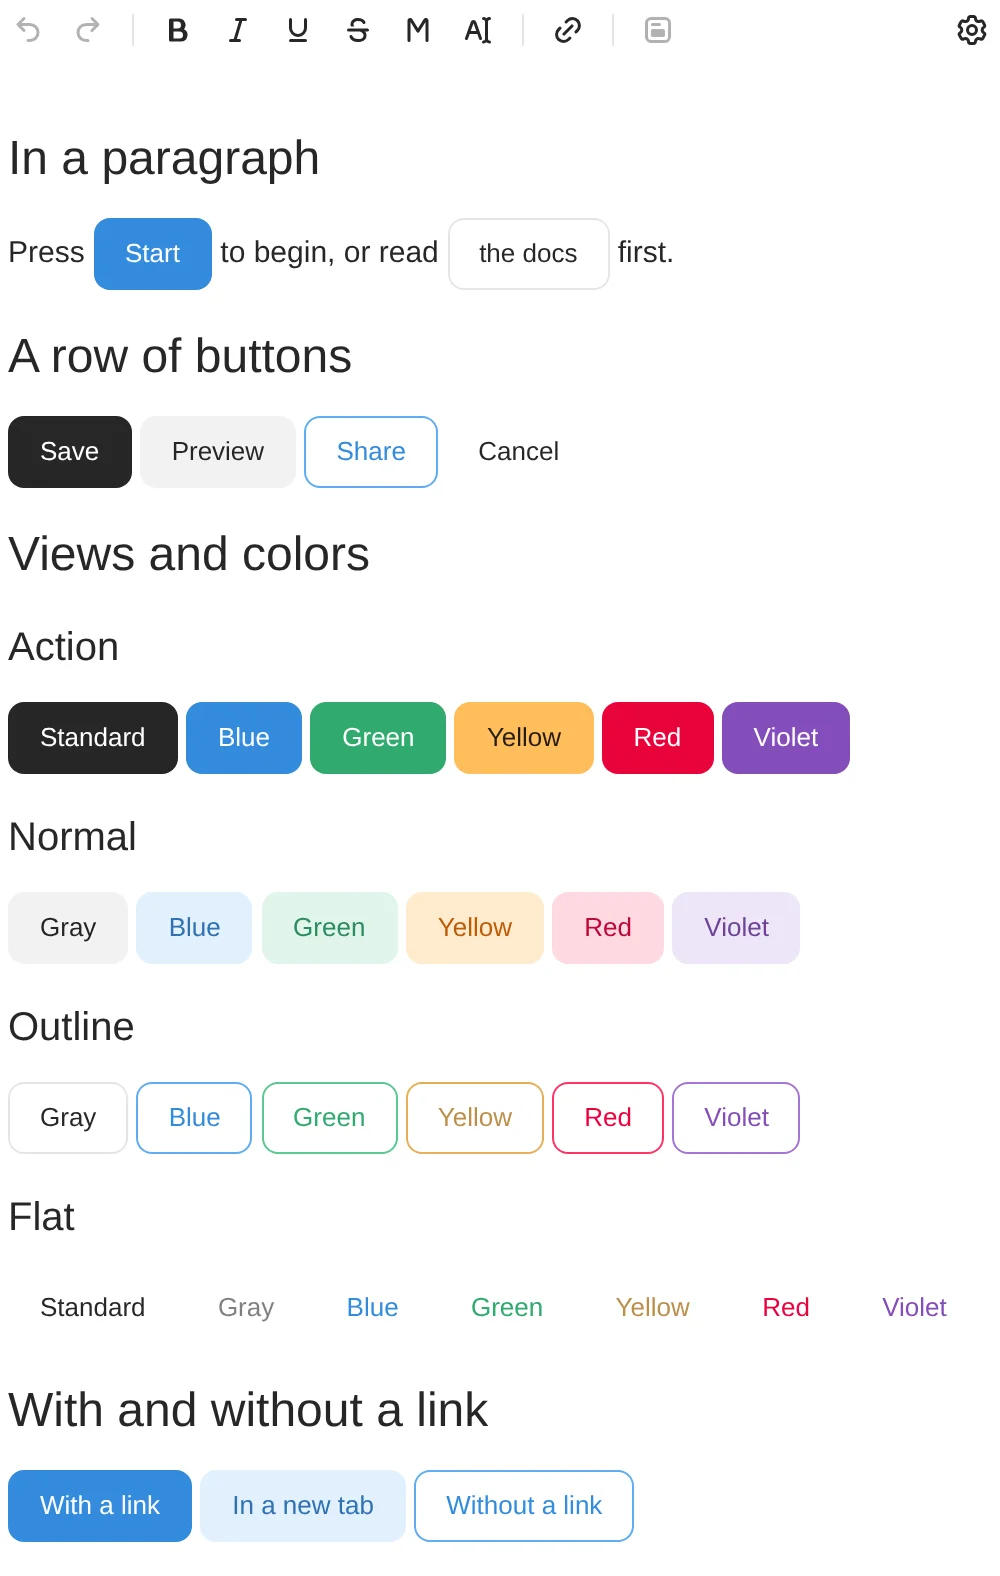 In a paragraph
Press Start to begin, or read the docs first.
A row of buttons
Save Preview Share Cancel
Views and colors
Action
Standard Blue Green Yellow Red Violet
Normal
Gray Blue Green Yellow Red Violet
Outline
Gray Blue Green Yellow Red Violet
Flat
Standard Gray Blue Green Yellow Red Violet
With and without a link
With a link In a new tab Without a link